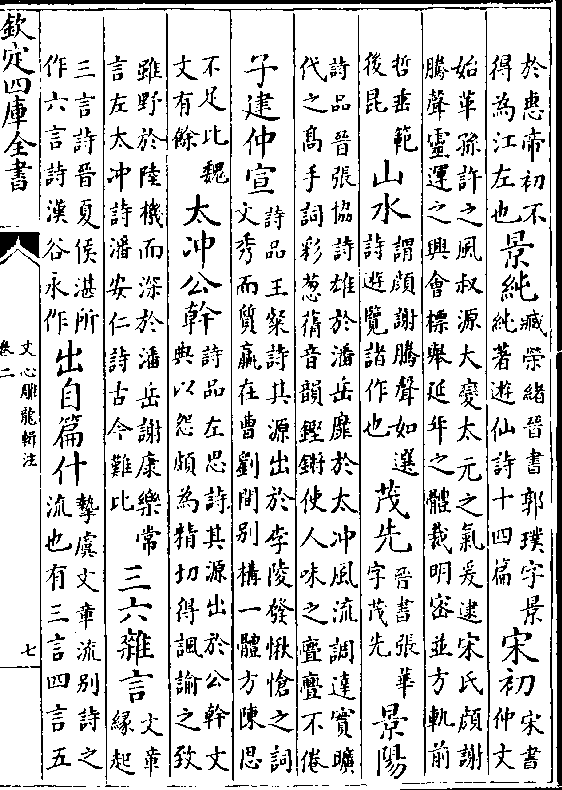 於惠帝初不
得為江左也
景純
臧榮緒晉書郭璞字景
純著遊仙詩十四篇
宋初
宋書
仲文
始革孫許之風叔源大變太元之氣爰逮宋氏顏謝
騰聲靈運之興會標舉延年之體裁明密並方軌前
哲垂範
後昆
山水
謂顏謝騰聲如選
詩遊覽諸作也
茂先
晉書張華
字茂先
景陽
詩品晉張協詩雄於潘岳靡於太冲風流調達實曠
代之髙手詞彩葱蒨音韻鏗鏘使人味之亹亹不倦
子建仲宣
詩品王粲詩其源出於李陵發愀愴之詞
文秀而質羸在曹劉間别構一體方陳思
不足比魏
文有餘
太冲公幹
詩品左思詩其源出於公幹文
典以怨頗為精切得諷諭之致
雖野於陸機而深於潘岳謝康樂常
言左太冲詩潘安仁詩古今難比
三六雜言
文章
緣起
三言詩晉夏侯湛所
作六言詩漢谷永作
出自篇什
摯虞文章流别詩之
流也有三言四言五
欽定四庫全書
文心雕龍輯注
卷二
七